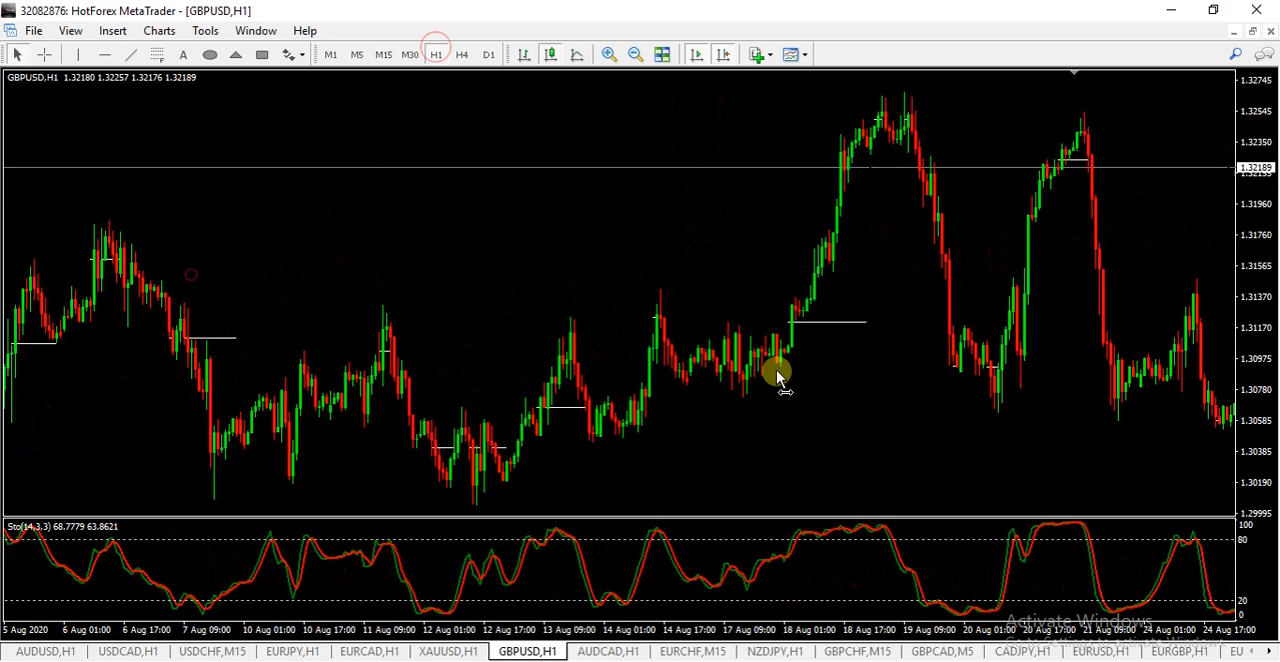 32082876: HotForex MetaTrader - [GBPUSD,H1]
File View Insert Charts Tools Window Help
A F M1 M5 M15 M30 H1 H4 D1
GBPUSD,H1 1.32180 1.32257 1.32176 1.32189
1.32745
1.32545
1.32350
1.32189
1.31960
1.31760
1.31565
1.31370
1.31170
1.30975
1.30780
1.30585
1.30385
1.30190
1.29995
Sto(14,3,3) 68.7779 63.8621
100
80
20
0
Activate Windows
5 Aug 2020 6 Aug 01:00 6 Aug 17:00 7 Aug 09:00 10 Aug 01:00 10 Aug 17:00 11 Aug 09:00 12 Aug 01:00 12 Aug 17:00 13 Aug 09:00 14 Aug 01:00 14 Aug 17:00 17 Aug 09:00 18 Aug 01:00 18 Aug 17:00 19 Aug 09:00 20 Aug 01:00 20 Aug 17:00 21 Aug 09:00 24 Aug 01:00 24 Aug 17:00
AUDUSD,H1 USDCAD,H1 USDCHF,M15 EURJPY,H1 EURCAD,H1 XAUUSD,H1 GBPUSD,H1 AUDCAD,H1 EURCHF,M15 NZDJPY,H1 GBPCHF,M15 GBPCAD,M5 CADJPY,H1 EURUSD,H1 EURGBP,H1 EU